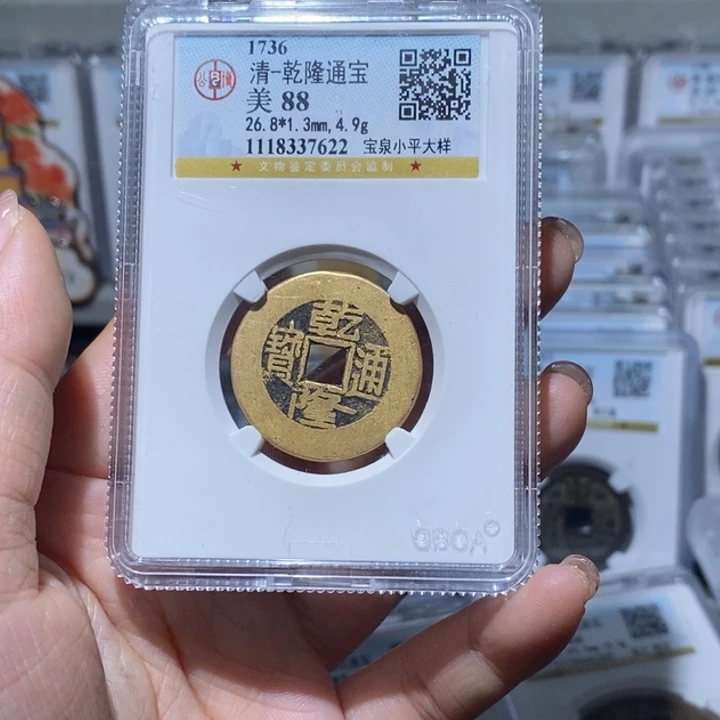 1736
清-乾隆通宝
美 88
26.8*1.3mm,4.9g
1118337622 宝泉小平大样
★ 文物鉴定委员会监制 ★
乾隆通寶